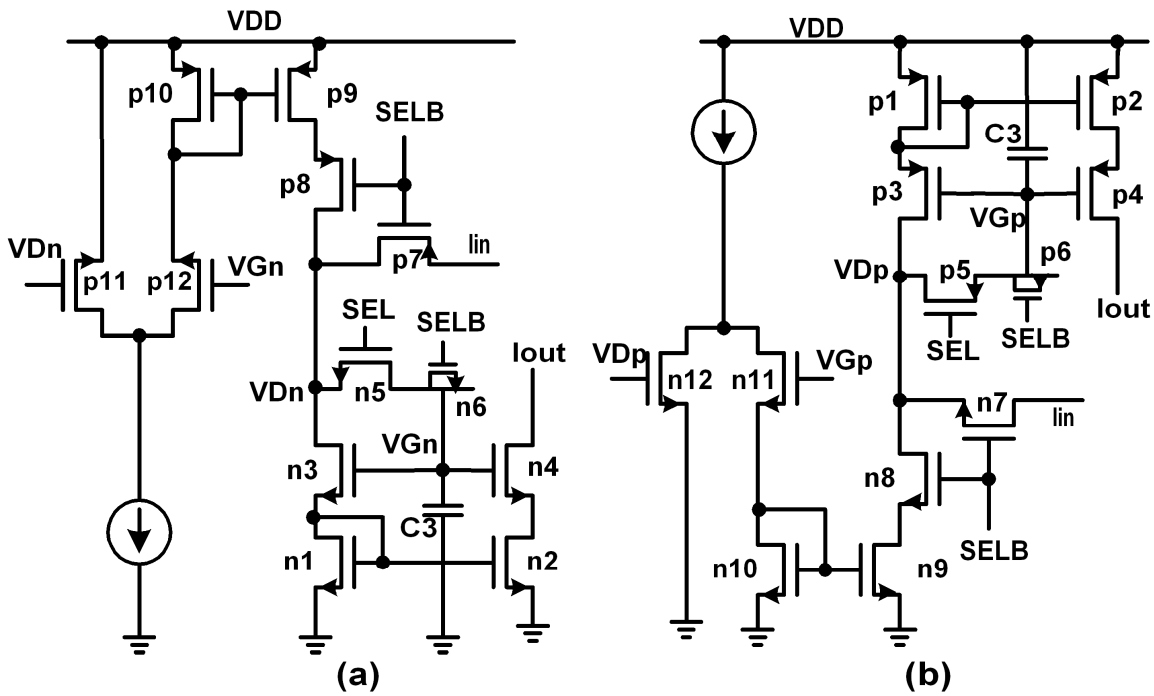 VDD
p10
p9
SELB
p8
VDn
p11
p12
VGn
p7
Iin
SEL
SELB
Iout
VDn
n5
n6
VGn
n3
n4
C3
n1
n2
(a)
VDD
p1
p2
C3
p3
p4
VGp
VDp
p5
p6
Iout
SEL
SELB
VDp
n12
n11
VGp
n7
Iin
n8
SELB
n10
n9
(b)